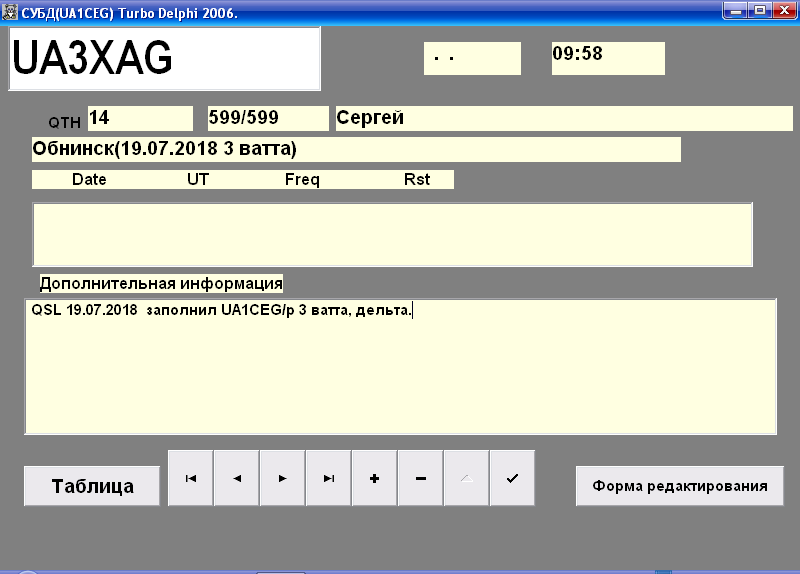 СУБД(UA1CEG) Turbo Delphi 2006.
UA3XAG
. .
09:58
QTH 14 599/599 Сергей
Обнинск(19.07.2018 3 ватта)
Date UT Freq Rst
Дополнительная информация
QSL 19.07.2018 заполнил UA1CEG/p 3 ватта, дельта.
Таблица
Форма редактирования